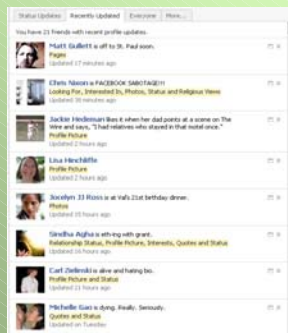 Status Updates Recently Updated Everyone More...
You have 21 friends with recent profile updates.
Matt Gullett is off to St. Paul soon.
Pages
Updated 17 minutes ago
Chris Nixon is FACEBOOK SABOTAGE!!!
Looking For, Interested In, Photos, Status and Religious Views
Updated 38 minutes ago
Jackie Hedeman likes it when her dad points at a scene on The
Wire and says, "I had relatives who stayed in that motel once."
Profile Picture
Updated 2 hours ago
Lisa Hinchliffe
Profile Picture
Updated 2 hours ago
Jocelyn JJ Ross is at Val's 21st birthday dinner.
Photos
Updated 15 hours ago
Sindha Agha is eth-ing with grant.
Relationship Status, Profile Picture, Interests, Quotes and Status
Updated 16 hours ago
Carl Zielinski is alive and hating bio.
Profile Picture and Status
Updated 21 hours ago
Michelle Gao is dying. Really. Seriously.
Quotes and Status
Updated on Tuesday